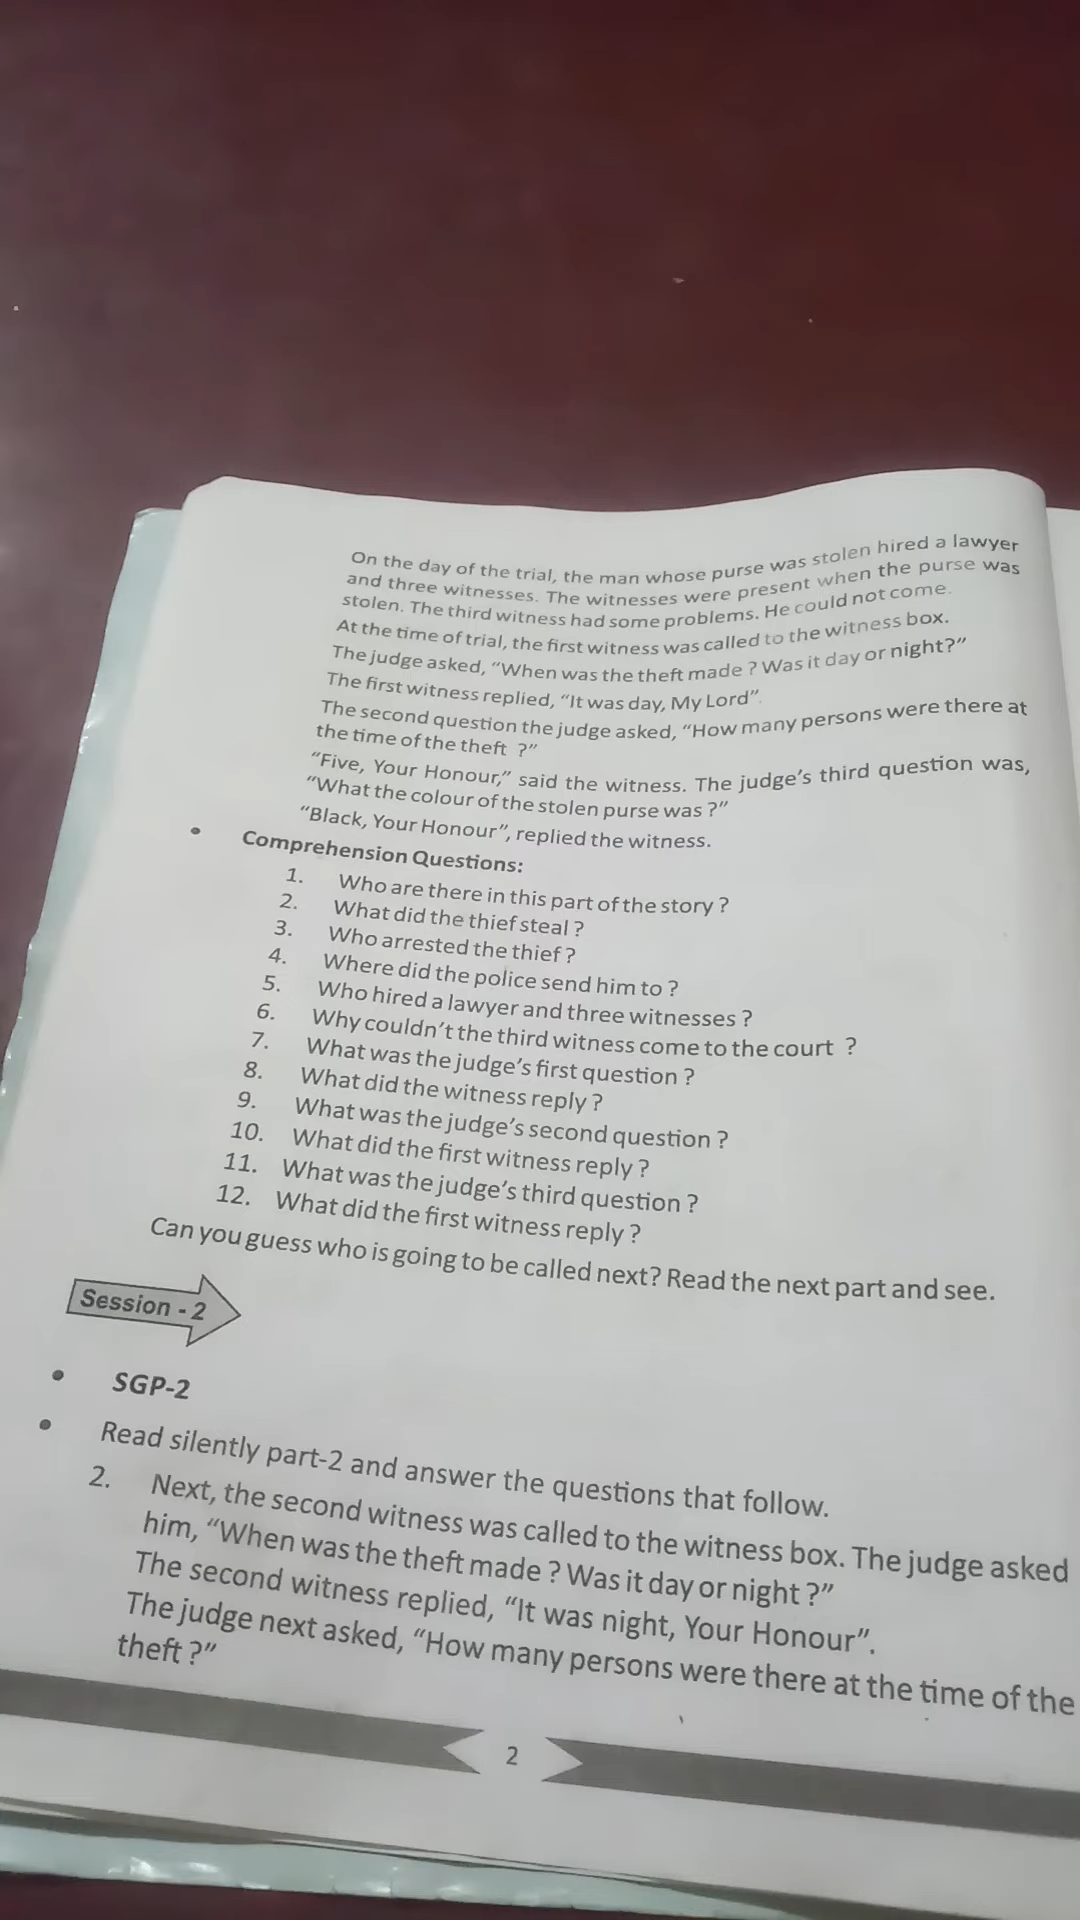 On the day of the trial, the man whose purse was stolen hired a lawyer
and three witnesses. The witnesses were present when the purse was
stolen. The third witness had some problems. He could not come.
At the time of trial, the first witness was called to the witness box.
The judge asked, “When was the theft made ? Was it day or night?”
The first witness replied, “It was day, My Lord”.
The second question the judge asked, “How many persons were there at
the time of the theft ?”
“Five, Your Honour,” said the witness. The judge’s third question was,
“What the colour of the stolen purse was ?”
“Black, Your Honour”, replied the witness.
• Comprehension Questions:
1. Who are there in this part of the story ?
2. What did the thief steal ?
3. Who arrested the thief ?
4. Where did the police send him to ?
5. Who hired a lawyer and three witnesses ?
6. Why couldn’t the third witness come to the court ?
7. What was the judge’s first question ?
8. What did the witness reply ?
9. What was the judge’s second question ?
10. What did the first witness reply ?
11. What was the judge’s third question ?
12. What did the first witness reply ?
Can you guess who is going to be called next? Read the next part and see.
Session - 2
• SGP-2
• Read silently part-2 and answer the questions that follow.
2. Next, the second witness was called to the witness box. The judge asked
him, “When was the theft made ? Was it day or night ?”
The second witness replied, “It was night, Your Honour”.
The judge next asked, “How many persons were there at the time of the
theft ?”
2